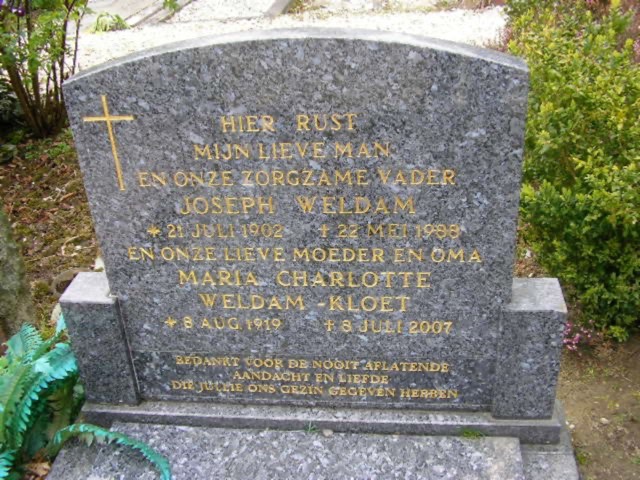 HIER RUST
MIJN LIEVE MAN
EN ONZE ZORGZAME VADER
JOSEPH WELDAM
* 21 JULI 1902 † 22 MEI 1988
EN ONZE LIEVE MOEDER EN OMA
MARIA CHARLOTTE
WELDAM - KLOET
* 8 AUG. 1919 † 8 JULI 2007
BEDANKT VOOR DE NOOIT AFLATENDE
AANDACHT EN LIEFDE
DIE JULLIE ONS GEZIN GEGEVEN HEBBEN